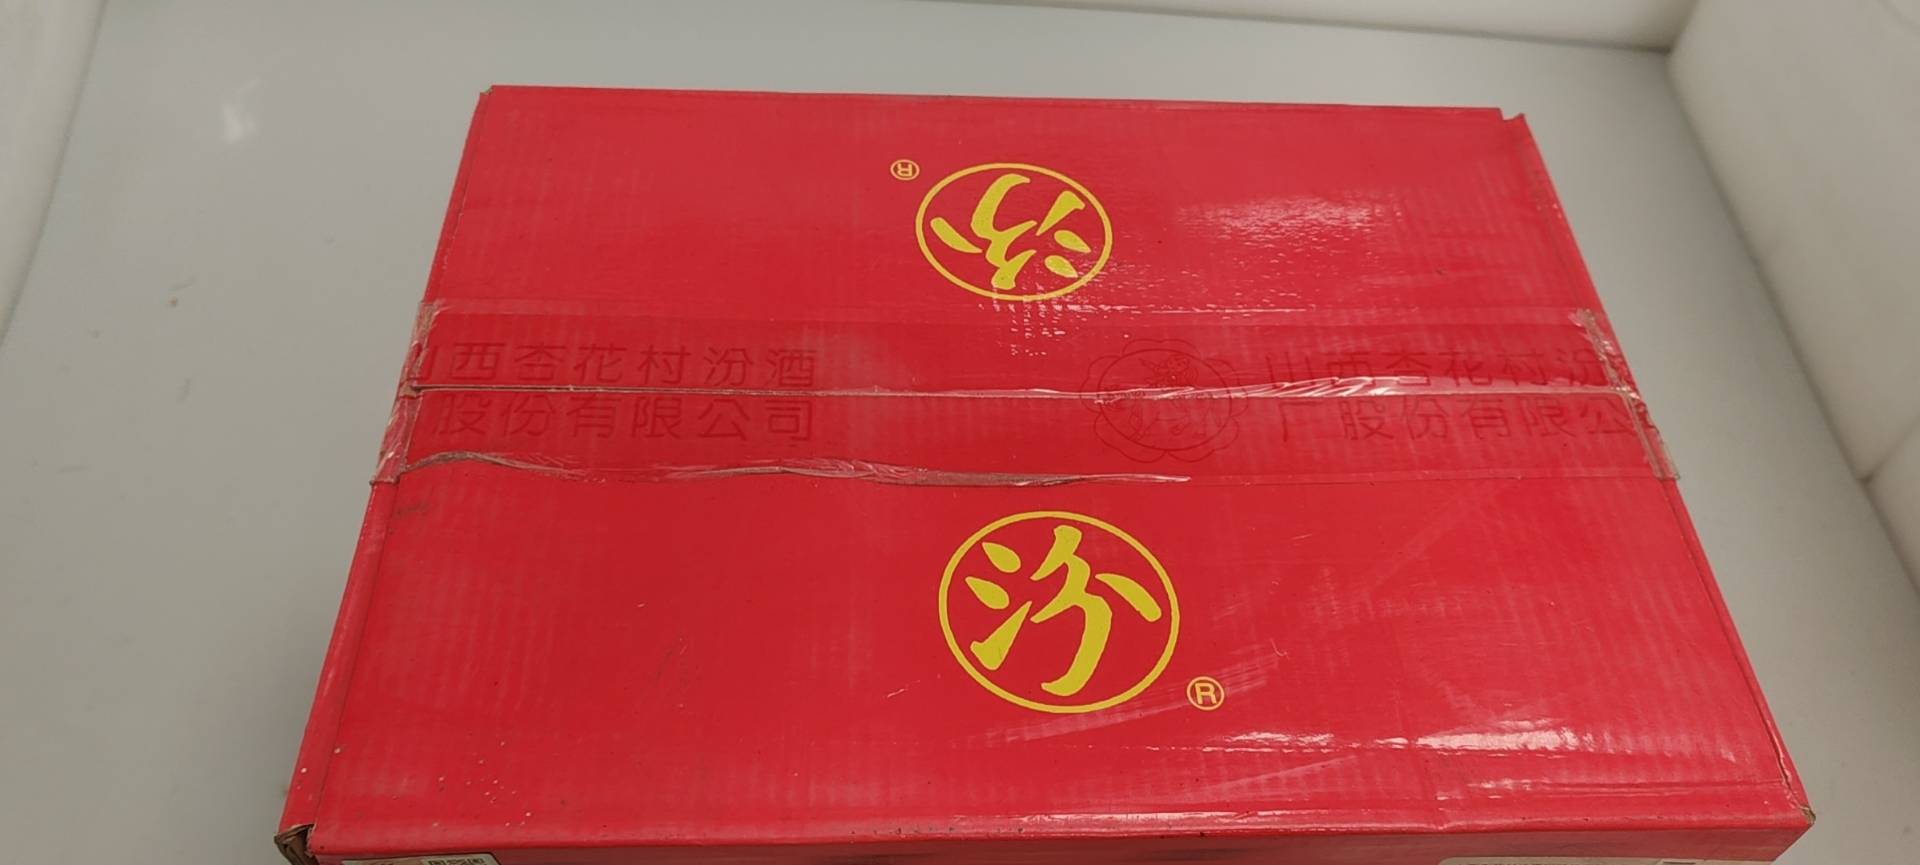 汾®
山西杏花村汾酒
股份有限公司
山西杏花村汾
厂股份有限公
汾®